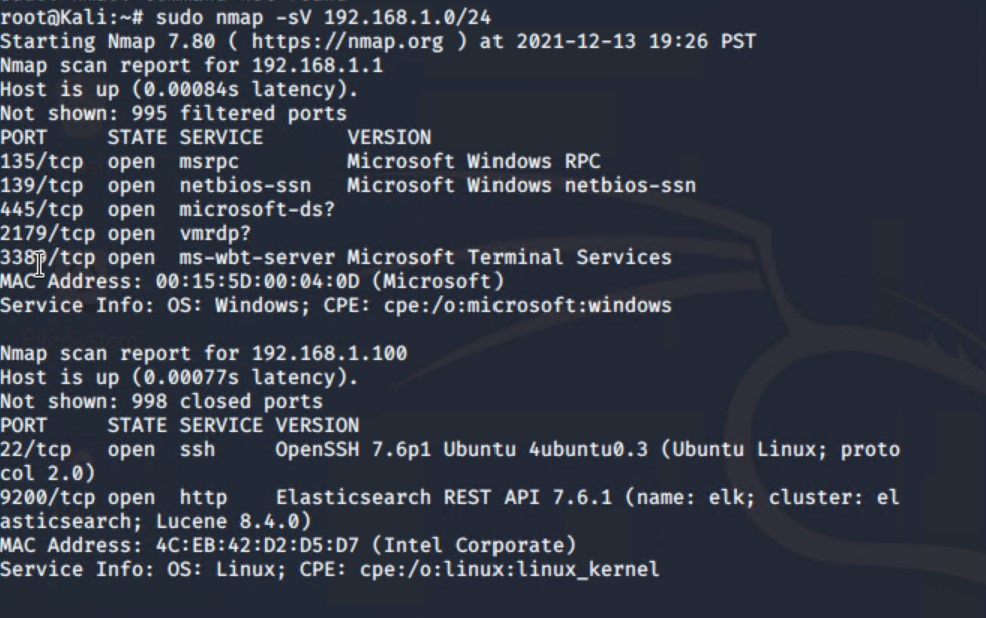 root@Kali:~# sudo nmap -sV 192.168.1.0/24
Starting Nmap 7.80 ( https://nmap.org ) at 2021-12-13 19:26 PST
Nmap scan report for 192.168.1.1
Host is up (0.00084s latency).
Not shown: 995 filtered ports
PORT     STATE SERVICE       VERSION
135/tcp  open  msrpc         Microsoft Windows RPC
139/tcp  open  netbios-ssn   Microsoft Windows netbios-ssn
445/tcp  open  microsoft-ds?
2179/tcp open  vmrdp?
3389/tcp open  ms-wbt-server Microsoft Terminal Services
MAC Address: 00:15:5D:00:04:0D (Microsoft)
Service Info: OS: Windows; CPE: cpe:/o:microsoft:windows

Nmap scan report for 192.168.1.100
Host is up (0.00077s latency).
Not shown: 998 closed ports
PORT     STATE SERVICE VERSION
22/tcp   open  ssh     OpenSSH 7.6p1 Ubuntu 4ubuntu0.3 (Ubuntu Linux; proto
col 2.0)
9200/tcp open  http    Elasticsearch REST API 7.6.1 (name: elk; cluster: el
asticsearch; Lucene 8.4.0)
MAC Address: 4C:EB:42:D2:D5:D7 (Intel Corporate)
Service Info: OS: Linux; CPE: cpe:/o:linux:linux_kernel